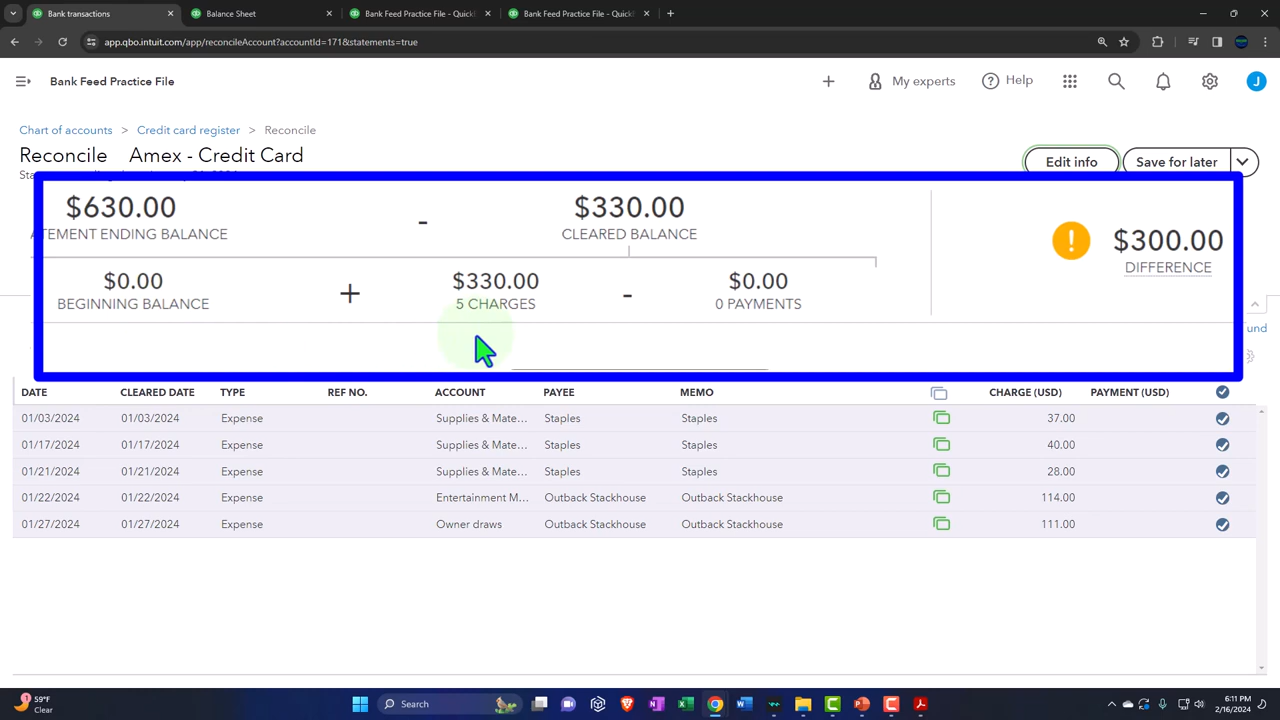 Bank transactions
Balance Sheet
Bank Feed Practice File - Quick
Bank Feed Practice File - Quick
app.qbo.intuit.com/app/reconcileAccount?accountId=171&statements=true
Bank Feed Practice File
My experts
Help
J
Chart of accounts > Credit card register > Reconcile
Reconcile Amex - Credit Card
Edit info
Save for later
$630.00 - $330.00
ATEMENT ENDING BALANCE CLEARED BALANCE
! $300.00
DIFFERENCE
$0.00 + $330.00 - $0.00
BEGINNING BALANCE 5 CHARGES 0 PAYMENTS
und
DATE CLEARED DATE TYPE REF NO. ACCOUNT PAYEE MEMO CHARGE (USD) PAYMENT (USD)
01/03/2024 01/03/2024 Expense Supplies & Mate... Staples Staples 37.00
01/17/2024 01/17/2024 Expense Supplies & Mate... Staples Staples 40.00
01/21/2024 01/21/2024 Expense Supplies & Mate... Staples Staples 28.00
01/22/2024 01/22/2024 Expense Entertainment M... Outback Stackhouse Outback Stackhouse 114.00
01/27/2024 01/27/2024 Expense Owner draws Outback Stackhouse Outback Stackhouse 111.00
1
59°F
Clear
Search
6:11 PM
2/16/2024